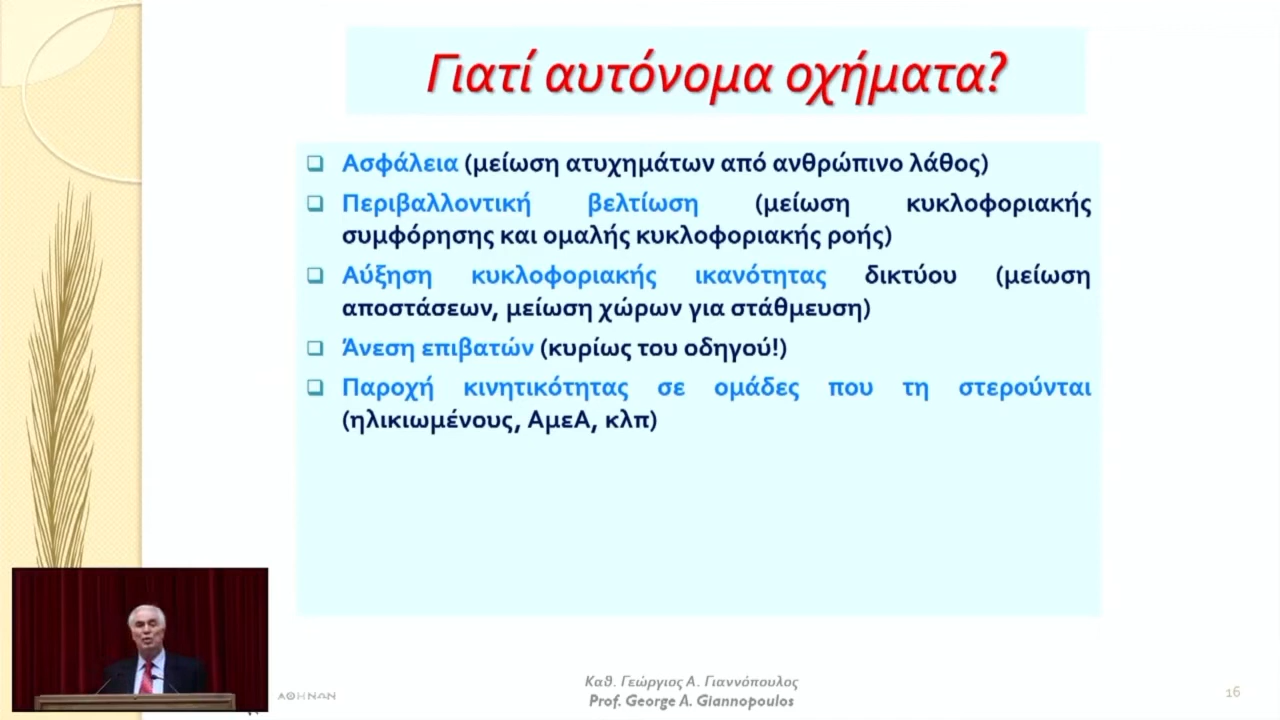 Γιατί αυτόνομα οχήματα?
❑ Ασφάλεια (μείωση ατυχημάτων από ανθρώπινο λάθος)
❑ Περιβαλλοντική βελτίωση (μείωση κυκλοφοριακής
συμφόρησης και ομαλής κυκλοφοριακής ροής)
❑ Αύξηση κυκλοφοριακής ικανότητας δικτύου (μείωση
αποστάσεων, μείωση χώρων για στάθμευση)
❑ Άνεση επιβατών (κυρίως του οδηγού!)
❑ Παροχή κινητικότητας σε ομάδες που τη στερούνται
(ηλικιωμένους, ΑμεΑ, κλπ)
ΑΘΗΝΩΝ
Καθ. Γεώργιος Α. Γιαννόπουλος
Prof. George A. Giannopoulos
16